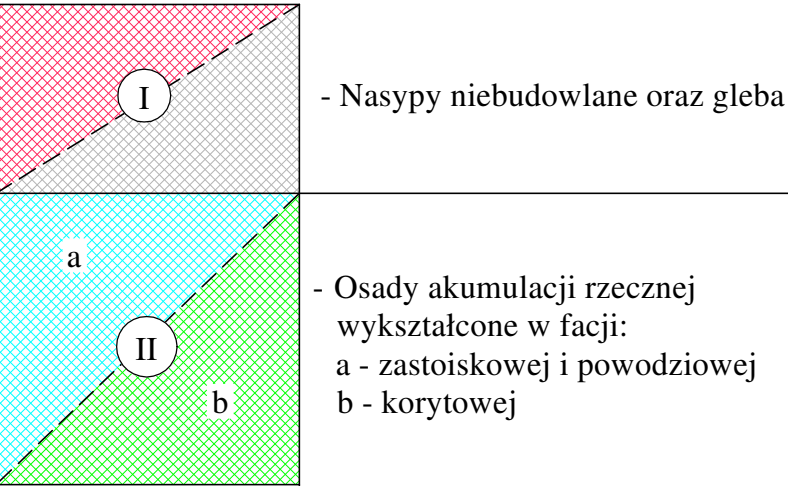 I
- Nasypy niebudowlane oraz gleba
a
II
b
- Osady akumulacji rzecznej
wykształcone w facji:
a - zastoiskowej i powodziowej
b - korytowej